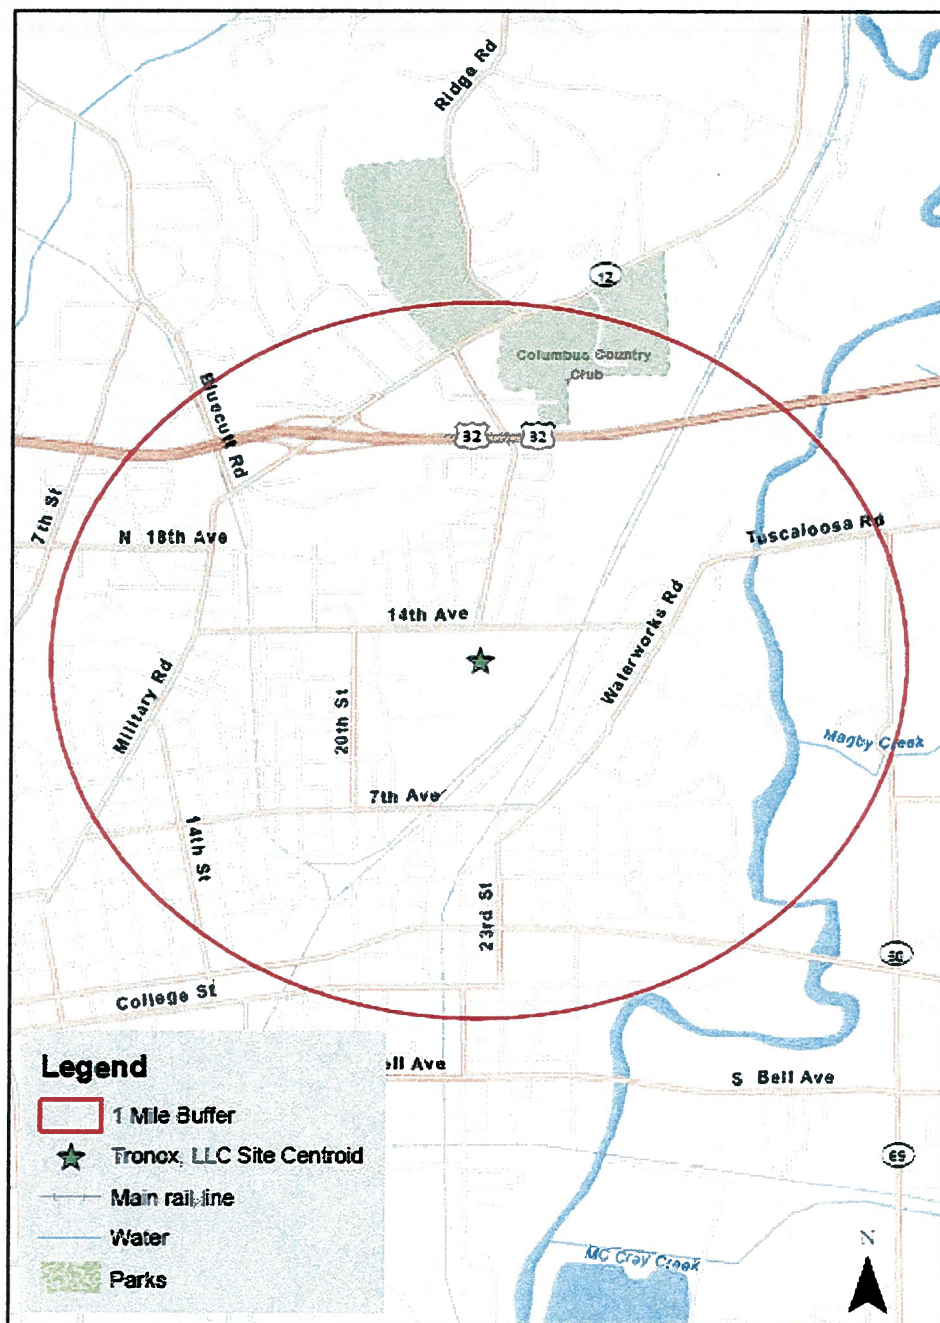 Ridge Rd
12
Columbus Country
Club
Bluecutt Rd
32
32
7th St
N 18th Ave
Tuscaloosa Rd
14th Ave
Waterworks Rd
Military Rd
20th St
Magby Creek
7th Ave
14th St
23rd St
50
College St
ell Ave
S Bell Ave
Legend
1 Mile Buffer
Tronox, LLC Site Centroid
Main rail line
Water
Parks
69
N
MC Cray Creek